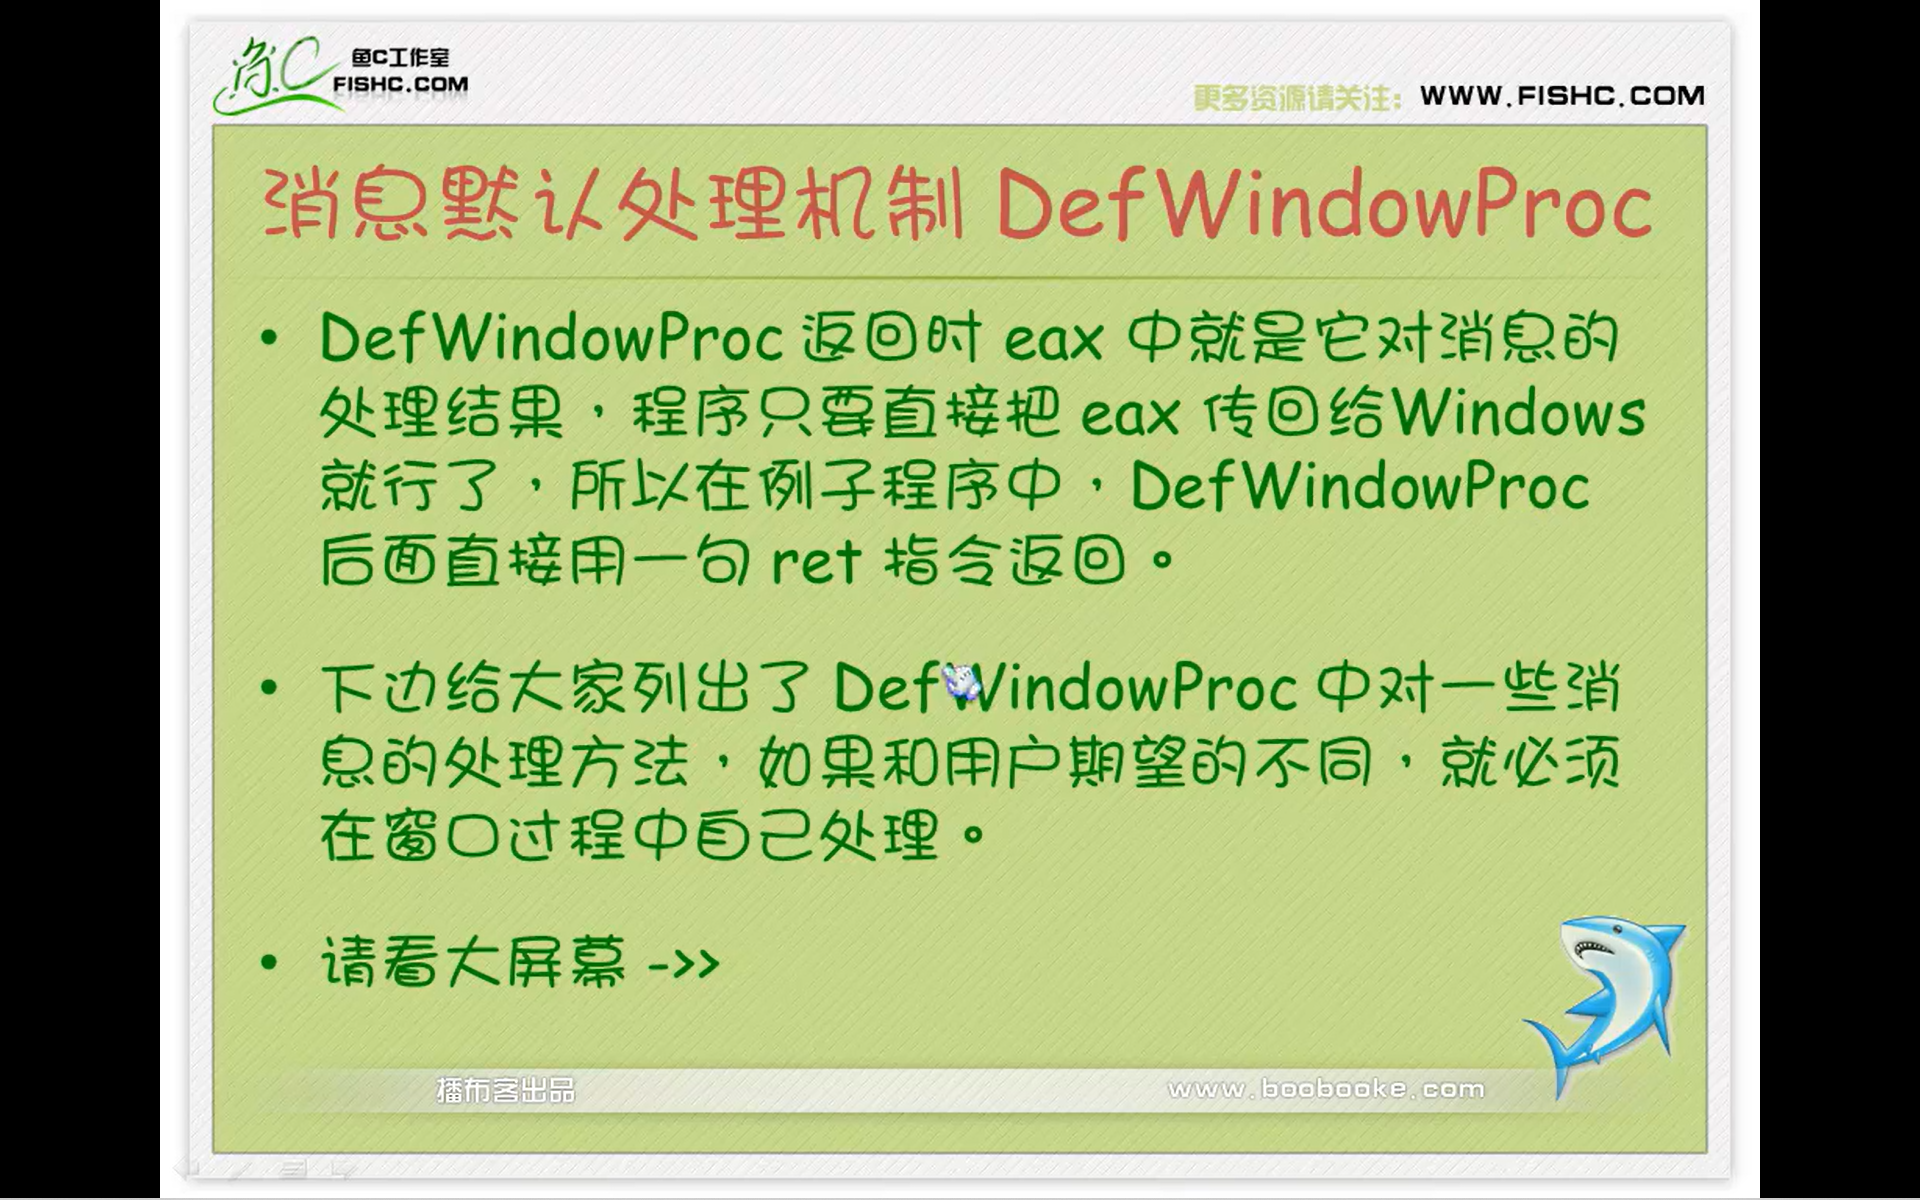 鱼C工作室
FISHC.COM
更多资源请关注: WWW.FISHC.COM
消息默认处理机制 DefWindowProc
• DefWindowProc 返回时 eax 中就是它对消息的
处理结果，程序只要直接把 eax 传回给Windows
就行了，所以在例子程序中，DefWindowProc
后面直接用一句 ret 指令返回。
• 下边给大家列出了 DefWindowProc 中对一些消
息的处理方法，如果和用户期望的不同，就必须
在窗口过程中自己处理。
• 请看大屏幕 ->>
播布客出品 www.boobooke.com